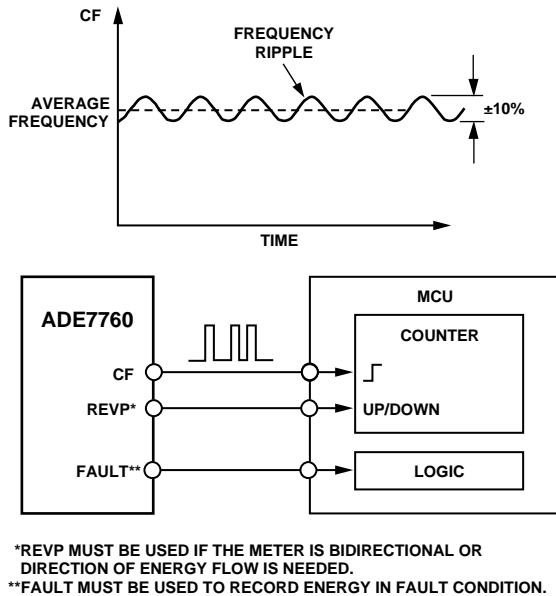 CF
FREQUENCY
RIPPLE
AVERAGE
FREQUENCY
±10%
TIME
ADE7760
MCU
COUNTER
CF
REVP*
UP/DOWN
FAULT**
LOGIC
*REVP MUST BE USED IF THE METER IS BIDIRECTIONAL OR
DIRECTION OF ENERGY FLOW IS NEEDED.
**FAULT MUST BE USED TO RECORD ENERGY IN FAULT CONDITION.